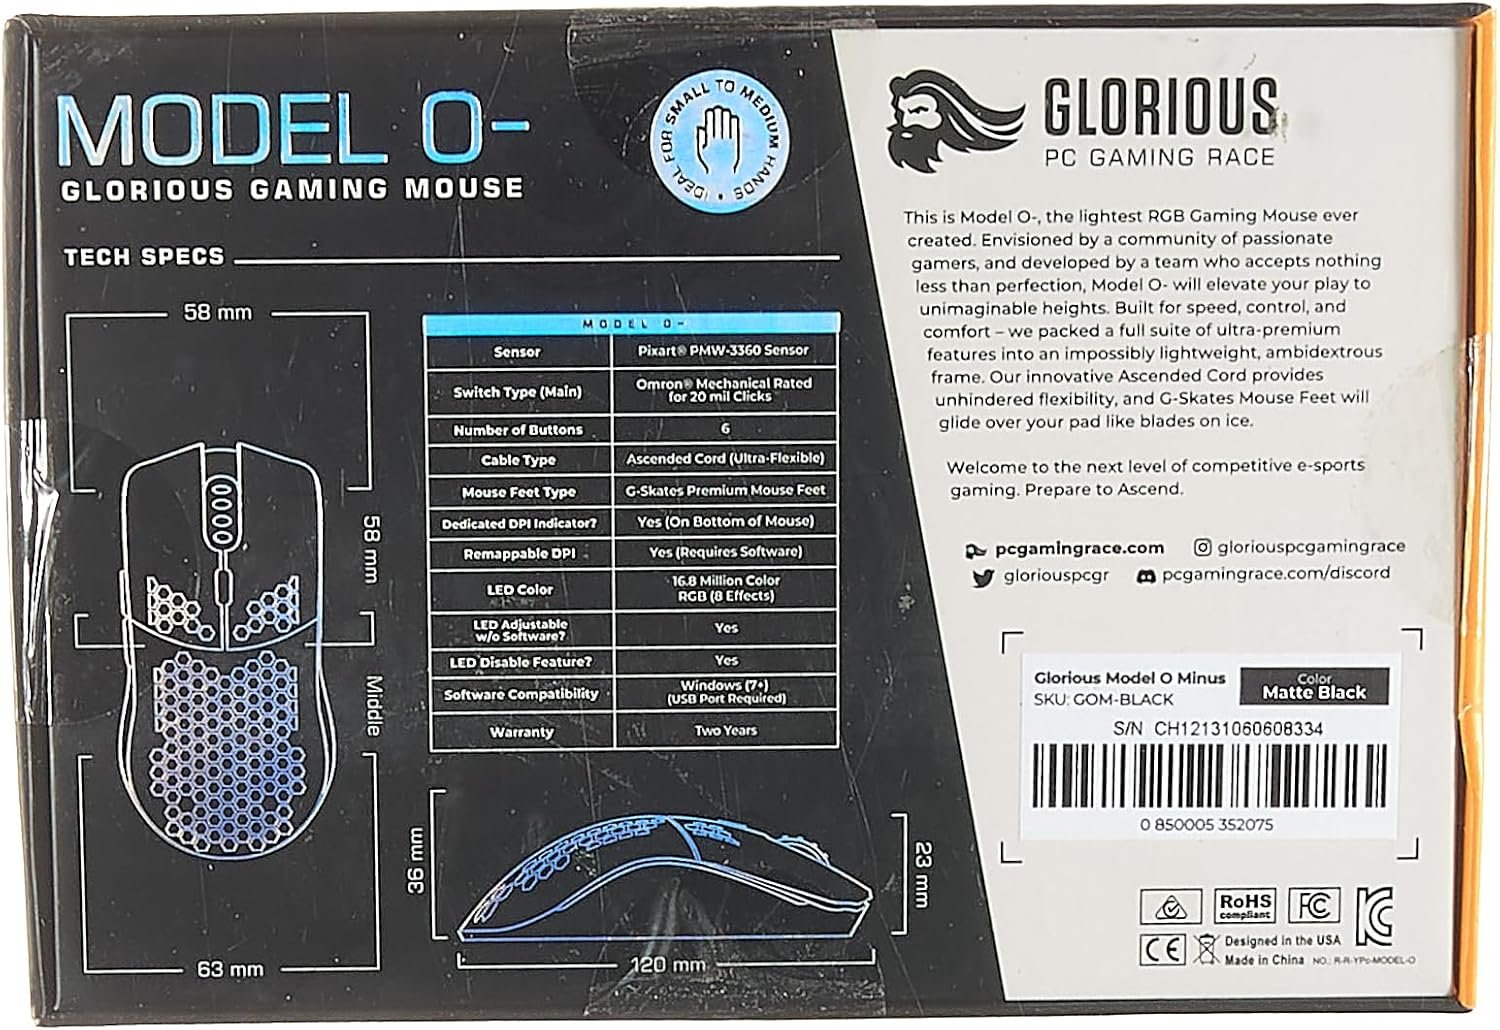 MODEL O-
GLORIOUS GAMING MOUSE
IDEAL FOR SMALL TO MEDIUM HANDS •
TECH SPECS
58 mm
58 mm
Middle
63 mm
MODEL O-
Sensor Pixart® PMW-3360 Sensor
Switch Type (Main) Omron® Mechanical Rated
for 20 mil Clicks
Number of Buttons 6
Cable Type Ascended Cord (Ultra-Flexible)
Mouse Feet Type G-Skates Premium Mouse Feet
Dedicated DPI Indicator? Yes (On Bottom of Mouse)
Remappable DPI Yes (Requires Software)
LED Color 16.8 Million Color
RGB (8 Effects)
LED Adjustable
w/o Software? Yes
LED Disable Feature? Yes
Software Compatibility Windows (7+)
(USB Port Required)
Warranty Two Years
36 mm
23 mm
120 mm
GLORIOUS
PC GAMING RACE
This is Model O-, the lightest RGB Gaming Mouse ever
created. Envisioned by a community of passionate
gamers, and developed by a team who accepts nothing
less than perfection, Model O- will elevate your play to
unimaginable heights. Built for speed, control, and
comfort – we packed a full suite of ultra-premium
features into an impossibly lightweight, ambidextrous
frame. Our innovative Ascended Cord provides
unhindered flexibility, and G-Skates Mouse Feet will
glide over your pad like blades on ice.
Welcome to the next level of competitive e-sports
gaming. Prepare to Ascend.
pcgamingrace.com gloriouspcgamingrace
gloriouspcgr pcgamingrace.com/discord
Glorious Model O Minus
SKU: GOM-BLACK
Color
Matte Black
S/N CH12131060608334
0 850005 352075
RoHS
compliant
FC
CE
Designed in the USA
Made in China NO.: R-R-YPc-MODEL-O